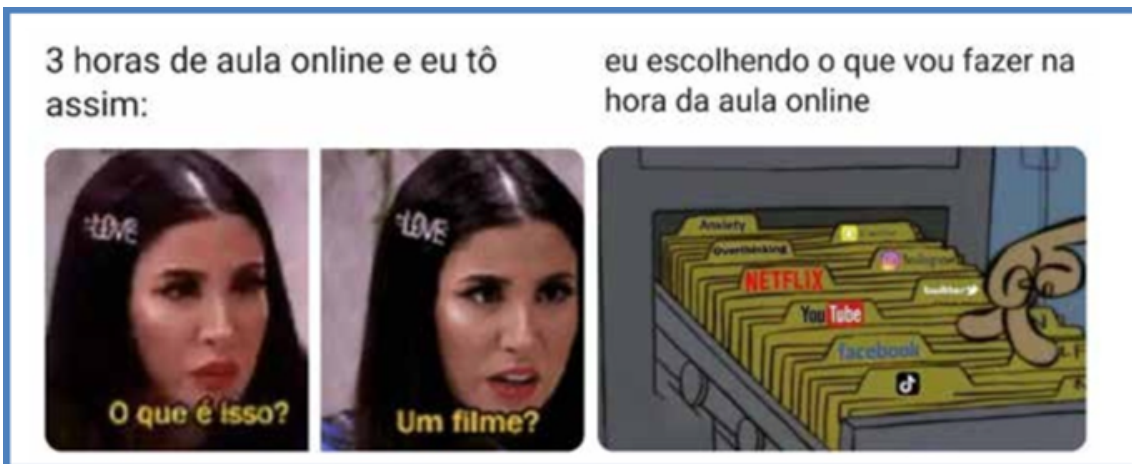 3 horas de aula online e eu tô
assim:
LOVE
LOVE
O que é isso?
Um filme?
eu escolhendo o que vou fazer na
hora da aula online
Anxiety
Overthinking
NETFLIX
twitter
YouTube
facebook